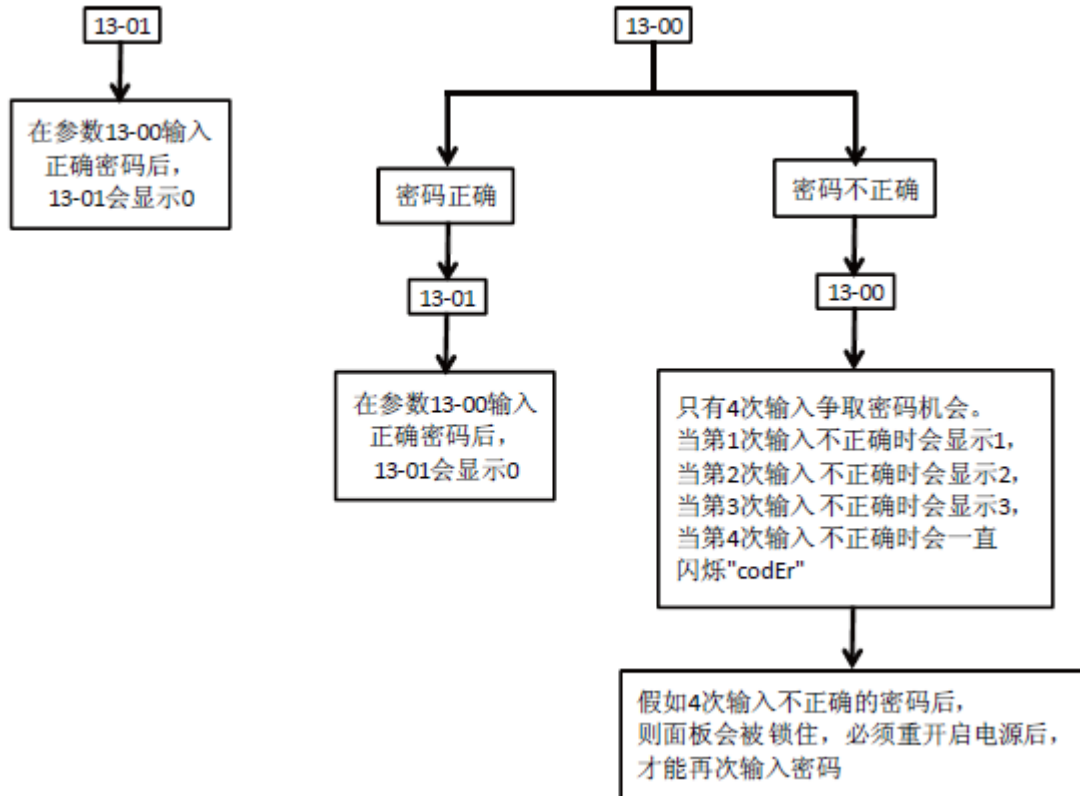 13-01
在参数13-00输入
正确密码后，
13-01会显示0
13-00
密码正确
13-01
在参数13-00输入
正确密码后，
13-01会显示0
密码不正确
13-00
只有4次输入争取密码机会。
当第1次输入不正确时会显示1，
当第2次输入不正确时会显示2，
当第3次输入不正确时会显示3，
当第4次输入不正确时会一直
闪烁"codEr"
假如4次输入不正确的密码后，
则面板会被锁住，必须重开启电源后，
才能再次输入密码